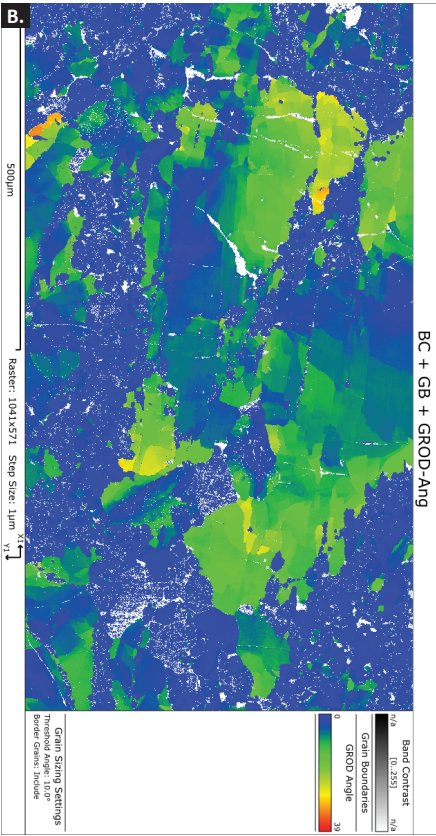 B.
BC + GB + GROD-Ang
500µm
Raster: 1041x571 Step Size: 1µm
X1
Y1
Band Contrast
[0..255]
n/a n/a
Grain Boundaries
GROD Angle
0 39
Grain Sizing Settings
Threshold Angle: 10.0°
Border Grains: Include